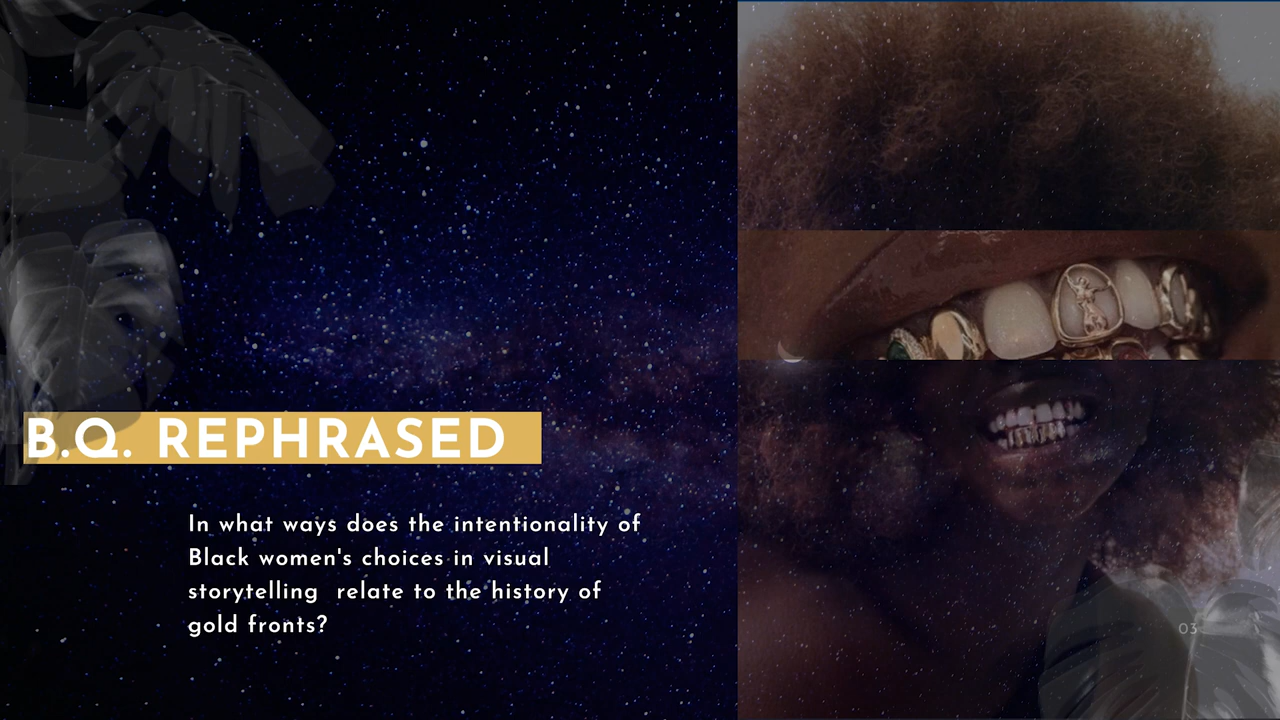 B.Q. REPHRASED
In what ways does the intentionality of
Black women's choices in visual
storytelling  relate to the history of
gold fronts?
03